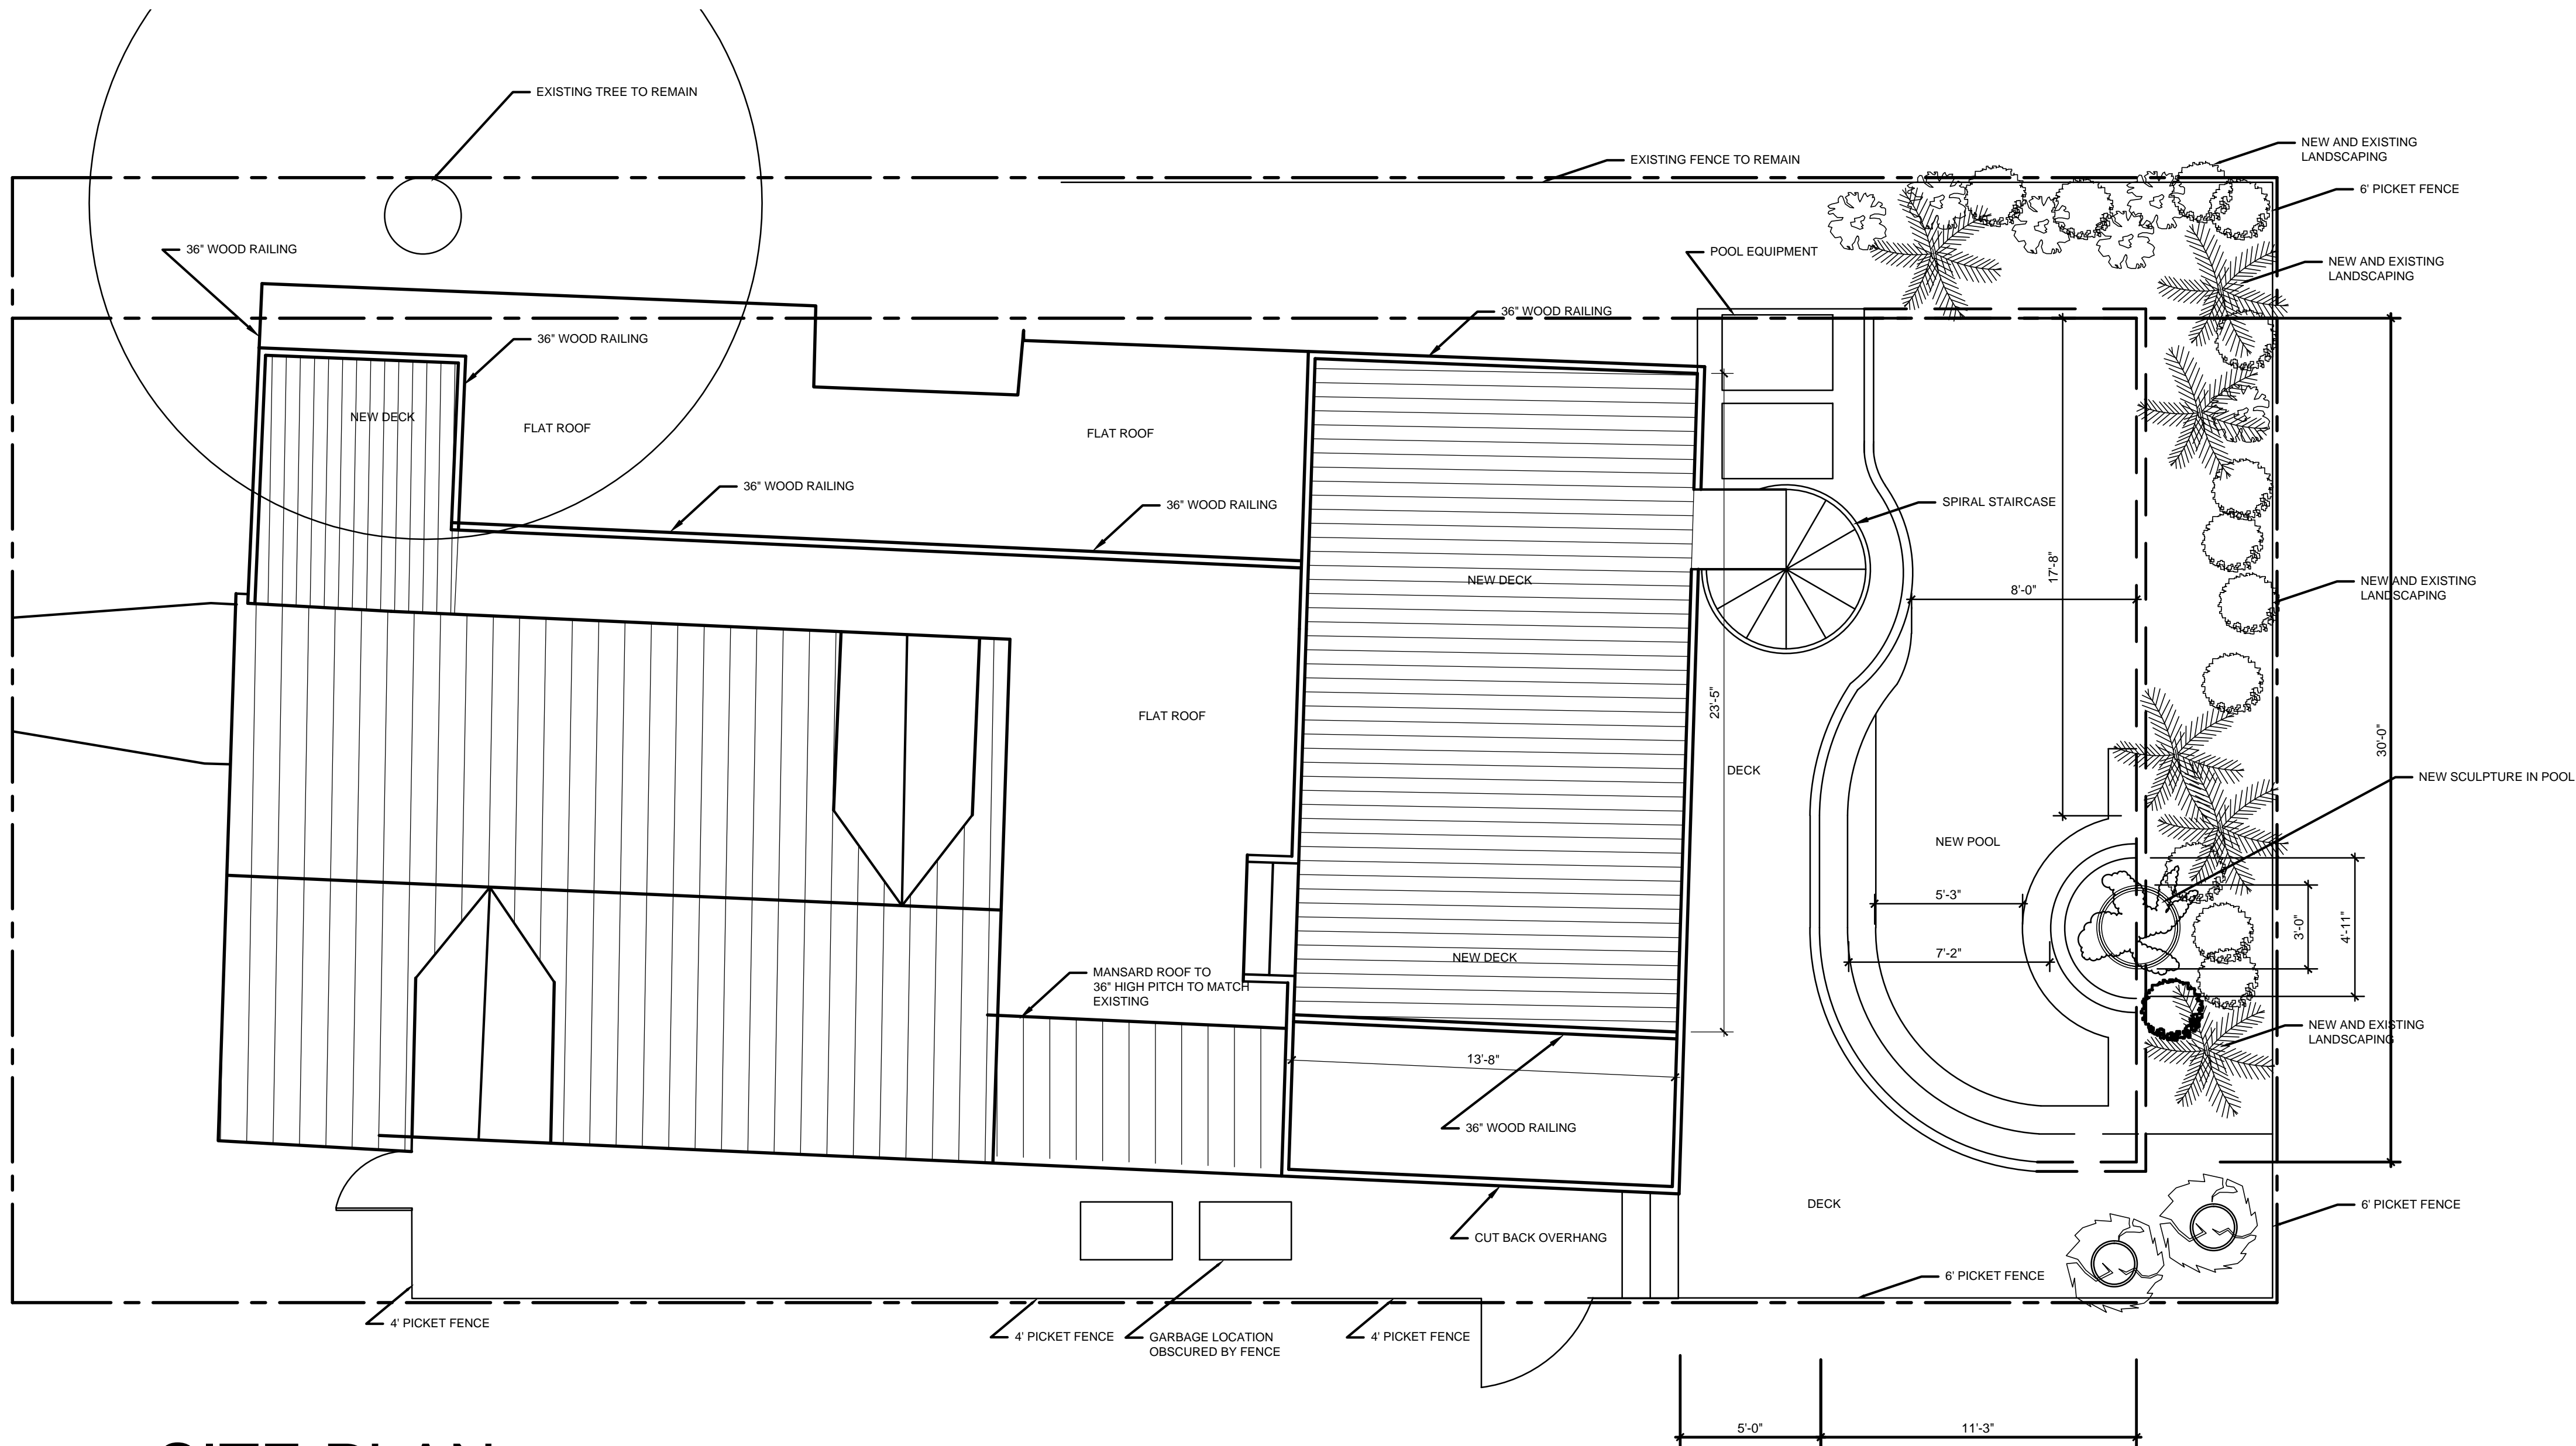 EXISTING TREE TO REMAIN
NEW AND EXISTING
LANDSCAPING
EXISTING FENCE TO REMAIN
6' PICKET FENCE
36" WOOD RAILING
POOL EQUIPMENT
NEW AND EXISTING
LANDSCAPING
36" WOOD RAILING
36" WOOD RAILING
NEW DECK
FLAT ROOF
FLAT ROOF
36" WOOD RAILING
36" WOOD RAILING
SPIRAL STAIRCASE
17'-8"
NEW DECK
8'-0"
NEW AND EXISTING
LANDSCAPING
FLAT ROOF
23'-5"
30'-0"
DECK
NEW SCULPTURE IN POOL
NEW POOL
5'-3"
3'-0"
4'-11"
7'-2"
NEW DECK
MANSARD ROOF TO
36" HIGH PITCH TO MATCH
EXISTING
NEW AND EXISTING
LANDSCAPING
13'-8"
36" WOOD RAILING
DECK
6' PICKET FENCE
CUT BACK OVERHANG
6' PICKET FENCE
4' PICKET FENCE
4' PICKET FENCE
GARBAGE LOCATION
OBSCURED BY FENCE
4' PICKET FENCE
5'-0"
11'-3"
SITE PLAN